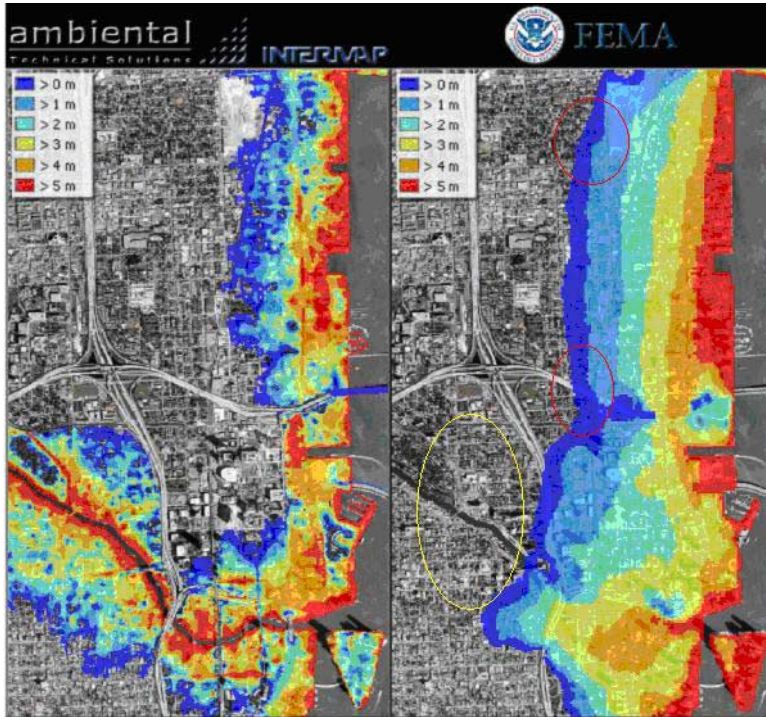 ambiental
Technical Solutions
INTERMAP
FEMA
> 0 m
> 1 m
> 2 m
> 3 m
> 4 m
> 5 m
> 0 m
> 1 m
> 2 m
> 3 m
> 4 m
> 5 m